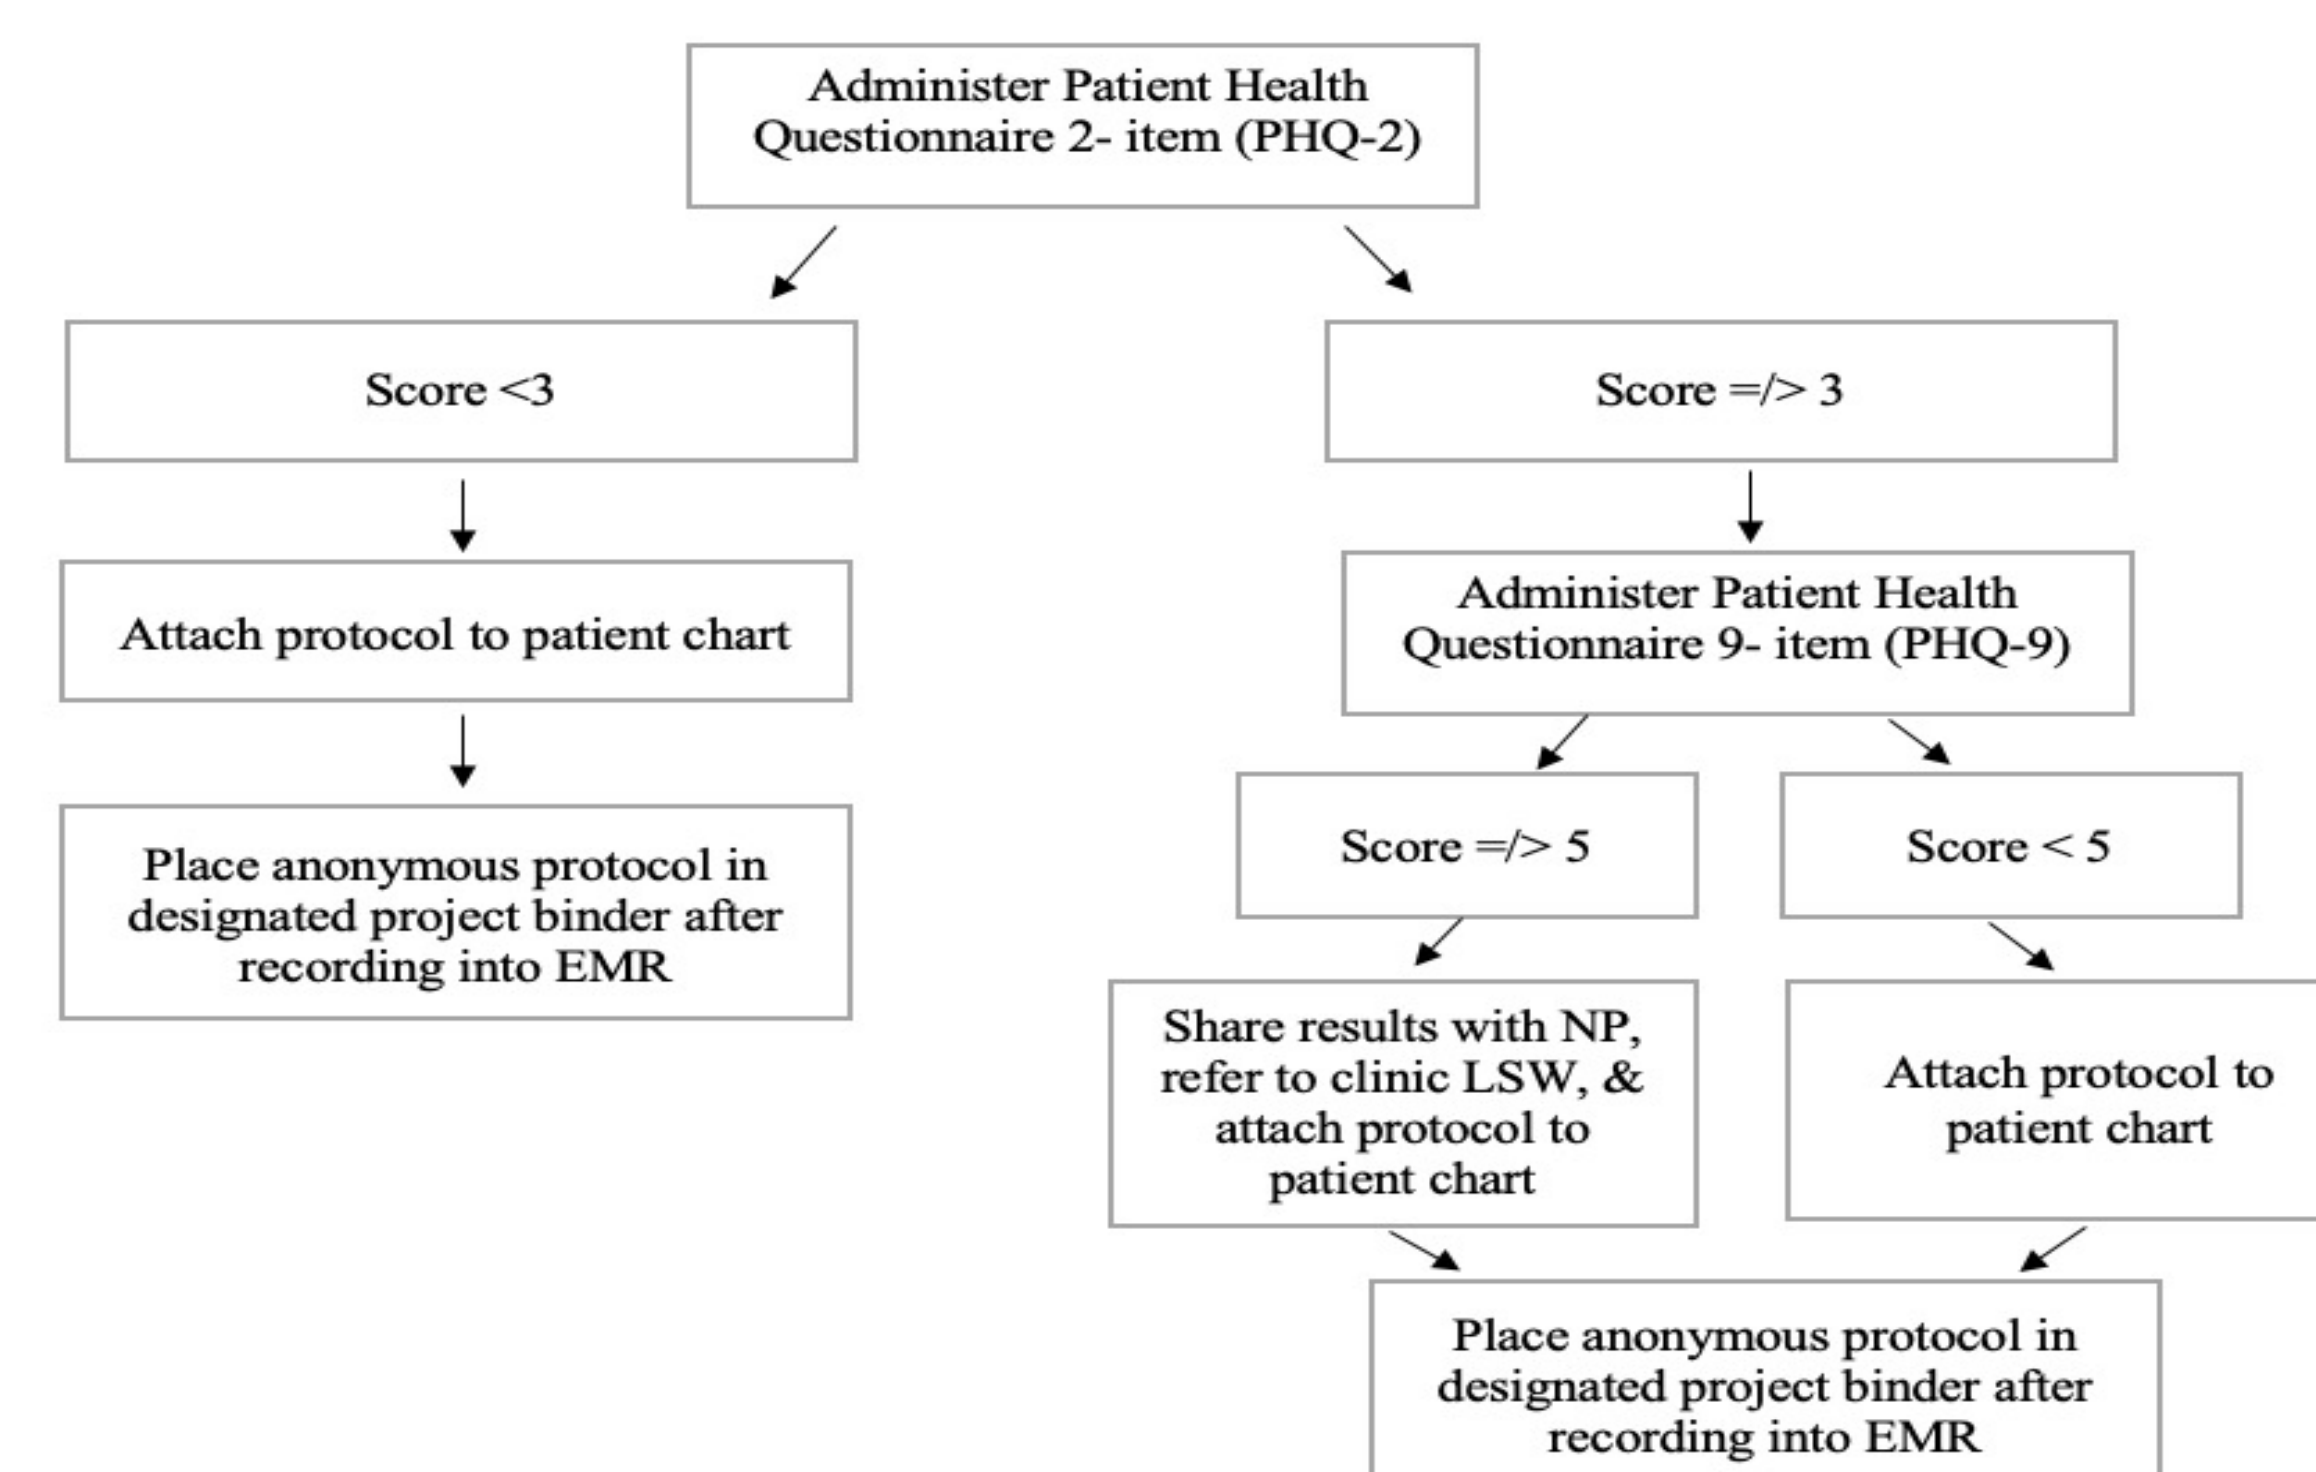 Administer Patient Health
Questionnaire 2- item (PHQ-2)
Score <3
Score =/> 3
Attach protocol to patient chart
Administer Patient Health
Questionnaire 9- item (PHQ-9)
Place anonymous protocol in
designated project binder after
recording into EMR
Score =/> 5
Score < 5
Share results with NP,
refer to clinic LSW, &
attach protocol to
patient chart
Attach protocol to
patient chart
Place anonymous protocol in
designated project binder after
recording into EMR